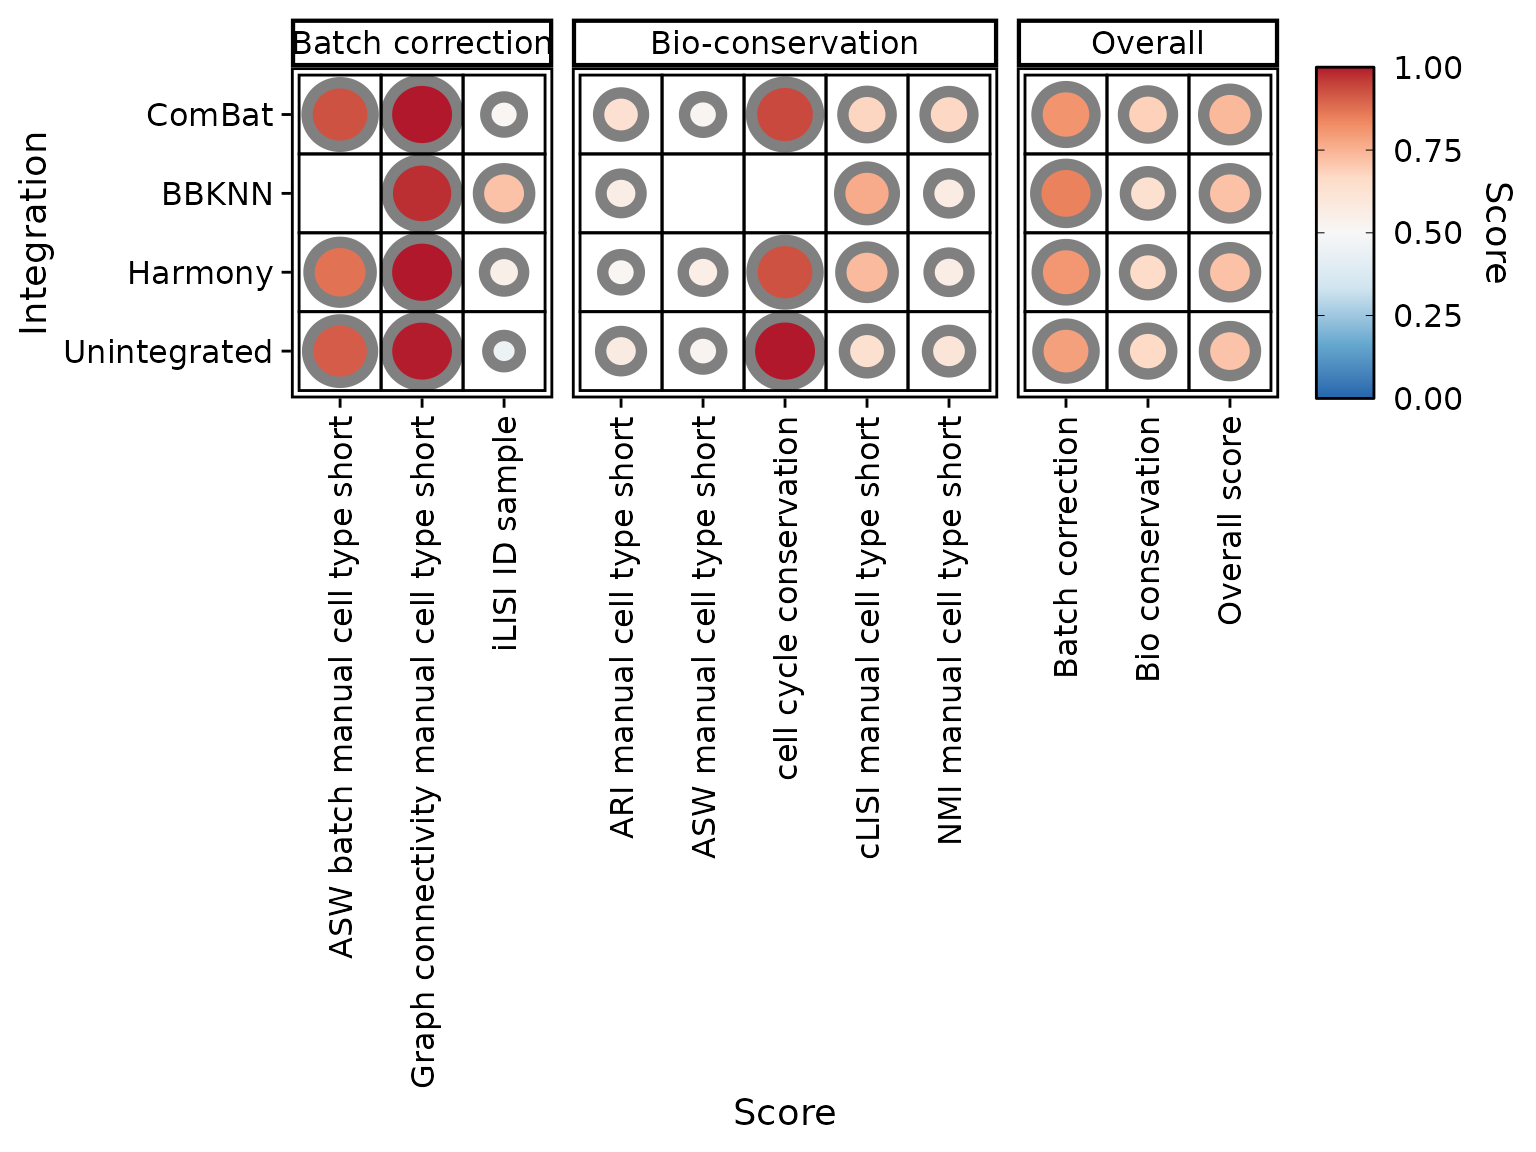 Batch correction
Bio-conservation
Overall
Integration
ComBat
BBKNN
Harmony
Unintegrated
ASW batch manual cell type short
Graph connectivity manual cell type short
iLISI ID sample
ARI manual cell type short
ASW manual cell type short
cell cycle conservation
cLISI manual cell type short
NMI manual cell type short
Batch correction
Bio conservation
Overall score
Score
1.00
0.75
0.50
0.25
0.00
Score